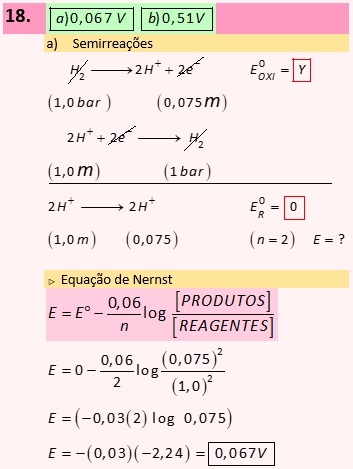 18. a) 0,067 V b) 0,51V
a) Semirreações
H₂ ⟶ 2H⁺ + 2e⁻ E⁰OXI = Y
(1,0 bar) (0,075 m)
2H⁺ + 2e⁻ ⟶ H₂
(1,0 m) (1 bar)
2H⁺ ⟶ 2H⁺ E⁰R = 0
(1,0 m) (0,075) (n = 2) E = ?
▷ Equação de Nernst
E = E° − 0,06/n log [PRODUTOS]/[REAGENTES]
E = 0 − 0,06/2 log (0,075)²/(1,0)²
E = (−0,03(2) log 0,075)
E = −(0,03)(−2,24) = 0,067V